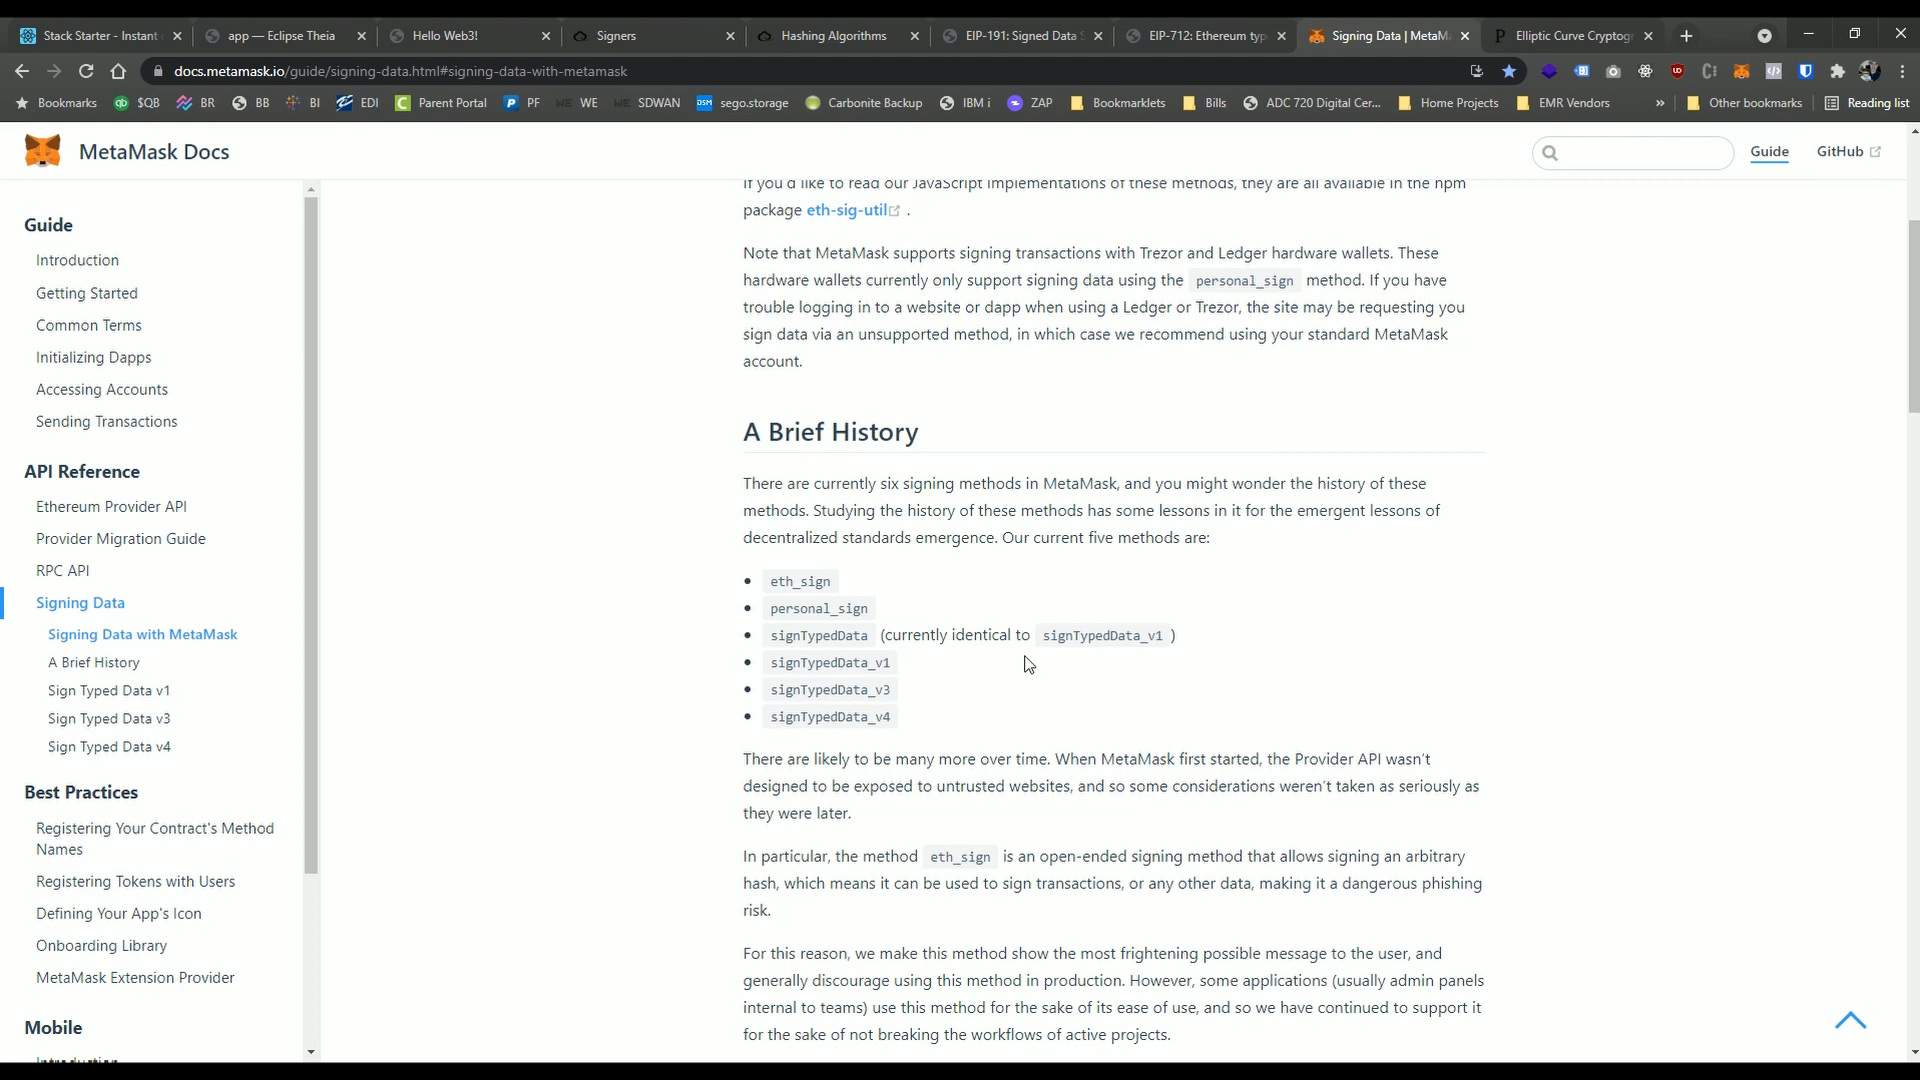 Stack Starter - Instant
app — Eclipse Theia
Hello Web3!
Signers
Hashing Algorithms
EIP-191: Signed Data S
EIP-712: Ethereum typ
Signing Data | MetaM
Elliptic Curve Cryptogr
docs.metamask.io/guide/signing-data.html#signing-data-with-metamask
Bookmarks
$QB
BR
BB
BI
EDI
Parent Portal
PF
WE
SDWAN
sego.storage
Carbonite Backup
IBM i
ZAP
Bookmarklets
Bills
ADC 720 Digital Cer...
Home Projects
EMR Vendors
»
Other bookmarks
Reading list
MetaMask Docs
Guide
GitHub
Guide
Introduction
Getting Started
Common Terms
Initializing Dapps
Accessing Accounts
Sending Transactions
API Reference
Ethereum Provider API
Provider Migration Guide
RPC API
Signing Data
Signing Data with MetaMask
A Brief History
Sign Typed Data v1
Sign Typed Data v3
Sign Typed Data v4
Best Practices
Registering Your Contract's Method
Names
Registering Tokens with Users
Defining Your App's Icon
Onboarding Library
MetaMask Extension Provider
Mobile
Introduction
If you'd like to read our JavaScript implementations of these methods, they are all available in the npm
package eth-sig-util .
Note that MetaMask supports signing transactions with Trezor and Ledger hardware wallets. These
hardware wallets currently only support signing data using the personal_sign method. If you have
trouble logging in to a website or dapp when using a Ledger or Trezor, the site may be requesting you
sign data via an unsupported method, in which case we recommend using your standard MetaMask
account.
A Brief History
There are currently six signing methods in MetaMask, and you might wonder the history of these
methods. Studying the history of these methods has some lessons in it for the emergent lessons of
decentralized standards emergence. Our current five methods are:
• eth_sign
• personal_sign
• signTypedData (currently identical to signTypedData_v1 )
• signTypedData_v1
• signTypedData_v3
• signTypedData_v4
There are likely to be many more over time. When MetaMask first started, the Provider API wasn't
designed to be exposed to untrusted websites, and so some considerations weren't taken as seriously as
they were later.
In particular, the method eth_sign is an open-ended signing method that allows signing an arbitrary
hash, which means it can be used to sign transactions, or any other data, making it a dangerous phishing
risk.
For this reason, we make this method show the most frightening possible message to the user, and
generally discourage using this method in production. However, some applications (usually admin panels
internal to teams) use this method for the sake of its ease of use, and so we have continued to support it
for the sake of not breaking the workflows of active projects.